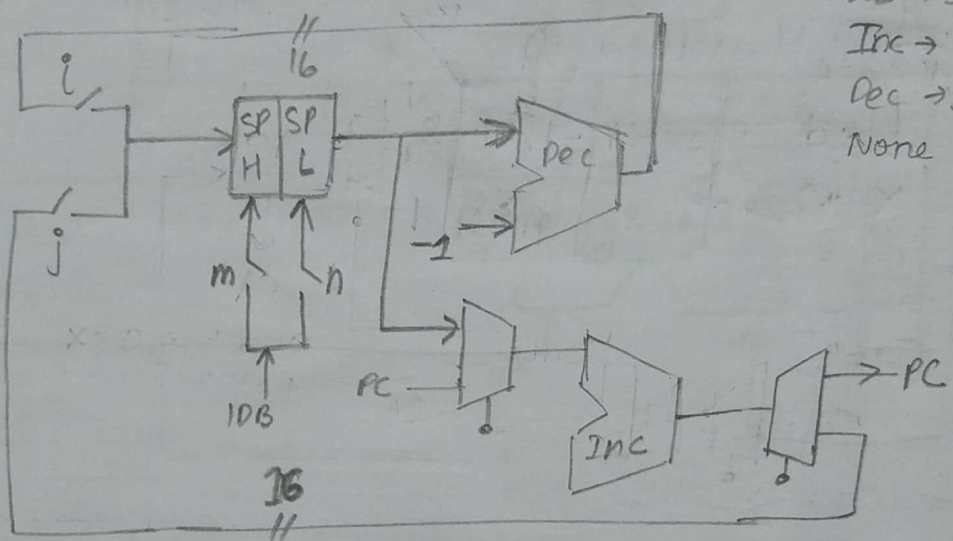 16
i
Inc →
Dec →
None
SP SP
H L
Dec
j
-1
m n
PC
PC
IDB
Inc
16